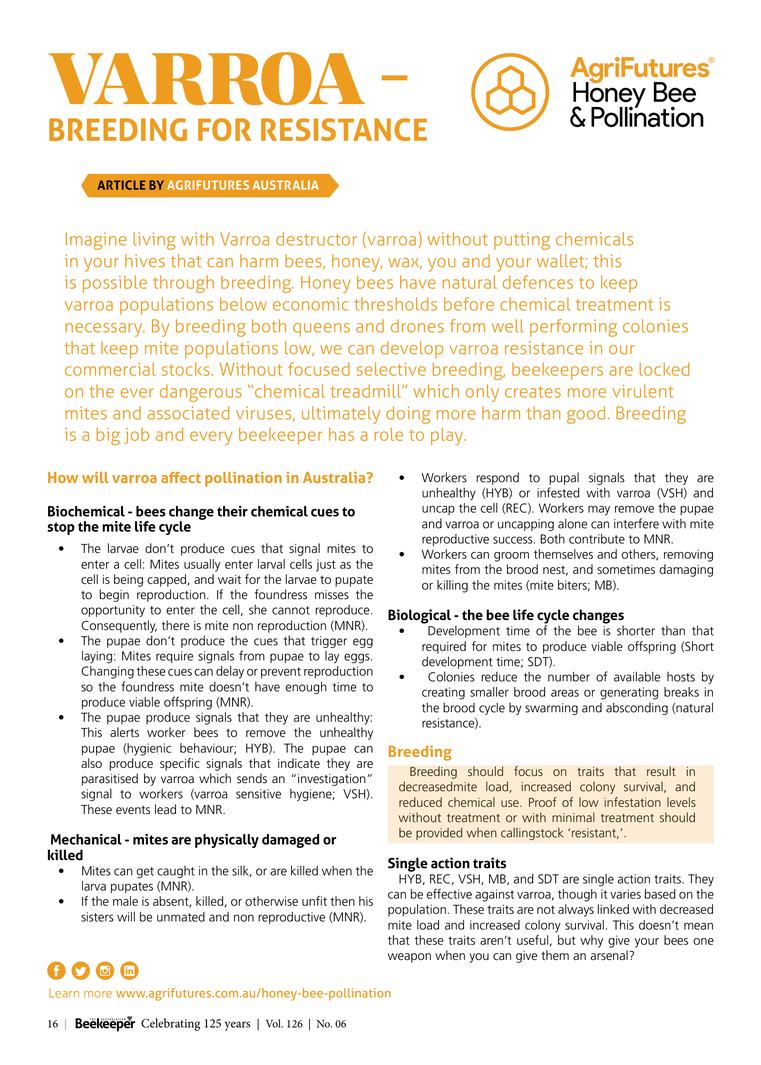 VARROA –
BREEDING FOR RESISTANCE
AgriFutures®
Honey Bee
& Pollination
ARTICLE BY AGRIFUTURES AUSTRALIA
Imagine living with Varroa destructor (varroa) without putting chemicals
in your hives that can harm bees, honey, wax, you and your wallet; this
is possible through breeding. Honey bees have natural defences to keep
varroa populations below economic thresholds before chemical treatment is
necessary. By breeding both queens and drones from well performing colonies
that keep mite populations low, we can develop varroa resistance in our
commercial stocks. Without focused selective breeding, beekeepers are locked
on the ever dangerous “chemical treadmill” which only creates more virulent
mites and associated viruses, ultimately doing more harm than good. Breeding
is a big job and every beekeeper has a role to play.
How will varroa affect pollination in Australia?
Biochemical - bees change their chemical cues to
stop the mite life cycle
• The larvae don’t produce cues that signal mites to
enter a cell: Mites usually enter larval cells just as the
cell is being capped, and wait for the larvae to pupate
to begin reproduction. If the foundress misses the
opportunity to enter the cell, she cannot reproduce.
Consequently, there is mite non reproduction (MNR).
• The pupae don’t produce the cues that trigger egg
laying: Mites require signals from pupae to lay eggs.
Changing these cues can delay or prevent reproduction
so the foundress mite doesn’t have enough time to
produce viable offspring (MNR).
• The pupae produce signals that they are unhealthy:
This alerts worker bees to remove the unhealthy
pupae (hygienic behaviour; HYB). The pupae can
also produce specific signals that indicate they are
parasitised by varroa which sends an “investigation”
signal to workers (varroa sensitive hygiene; VSH).
These events lead to MNR.
Mechanical - mites are physically damaged or
killed
• Mites can get caught in the silk, or are killed when the
larva pupates (MNR).
• If the male is absent, killed, or otherwise unfit then his
sisters will be unmated and non reproductive (MNR).
• Workers respond to pupal signals that they are
unhealthy (HYB) or infested with varroa (VSH) and
uncap the cell (REC). Workers may remove the pupae
and varroa or uncapping alone can interfere with mite
reproductive success. Both contribute to MNR.
• Workers can groom themselves and others, removing
mites from the brood nest, and sometimes damaging
or killing the mites (mite biters; MB).
Biological - the bee life cycle changes
• Development time of the bee is shorter than that
required for mites to produce viable offspring (Short
development time; SDT).
• Colonies reduce the number of available hosts by
creating smaller brood areas or generating breaks in
the brood cycle by swarming and absconding (natural
resistance).
Breeding
Breeding should focus on traits that result in
decreasedmite load, increased colony survival, and
reduced chemical use. Proof of low infestation levels
without treatment or with minimal treatment should
be provided when callingstock ‘resistant,’.
Single action traits
HYB, REC, VSH, MB, and SDT are single action traits. They
can be effective against varroa, though it varies based on the
population. These traits are not always linked with decreased
mite load and increased colony survival. This doesn’t mean
that these traits aren’t useful, but why give your bees one
weapon when you can give them an arsenal?
Learn more www.agrifutures.com.au/honey-bee-pollination
16 | Beekeeper Celebrating 125 years | Vol. 126 | No. 06